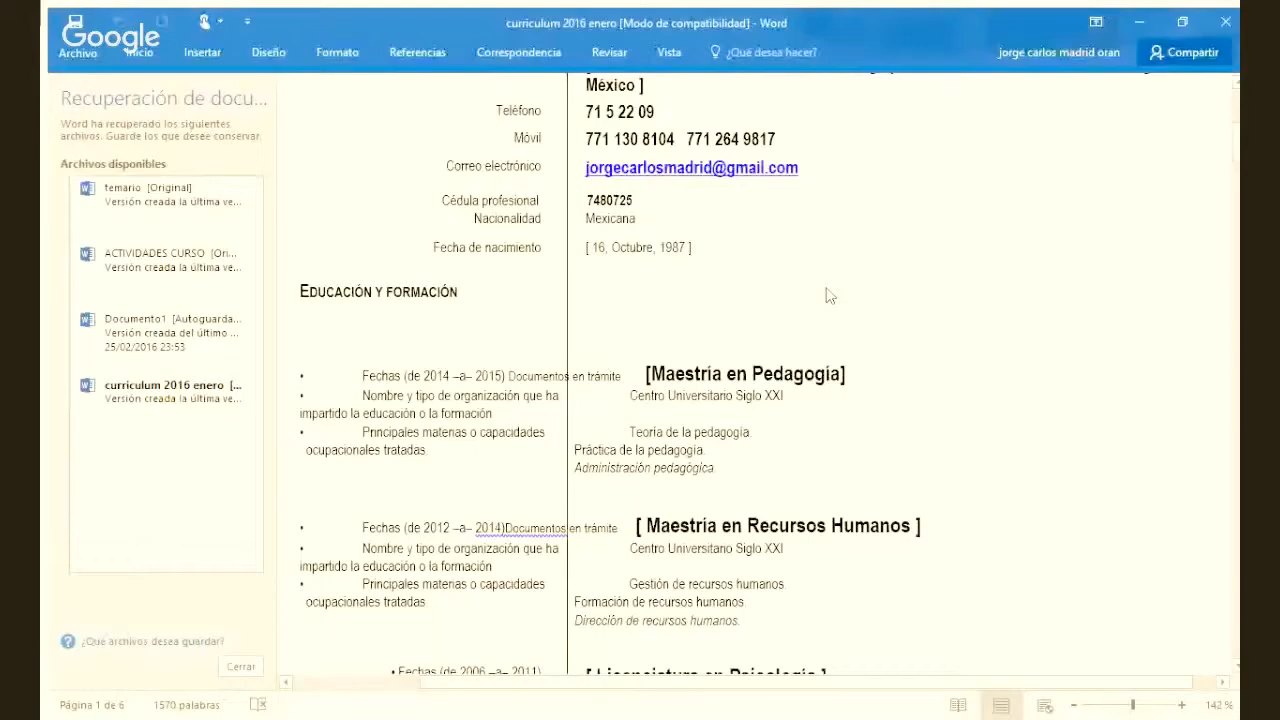 curriculum 2016 enero [Modo de compatibilidad] - Word
Google
Archivo Inicio Insertar Diseño Formato Referencias Correspondencia Revisar Vista ¿Qué desea hacer? jorge carlos madrid oran Compartir
Recuperación de docu...
Word ha recuperado los siguientes
archivos. Guarde los que desee conservar.
Archivos disponibles
temario [Original]
Versión creada la última ve...
ACTIVIDADES CURSO [Ori...
Versión creada la última ve...
Documento1 [Autoguarda...
Versión creada del último ...
25/02/2016 23:53
curriculum 2016 enero [...
Versión creada la última ve...
¿Qué archivos desea guardar?
Cerrar
México ]
Teléfono 71 5 22 09
Móvil 771 130 8104 771 264 9817
Correo electrónico jorgecarlosmadrid@gmail.com
Cédula profesional 7480725
Nacionalidad Mexicana
Fecha de nacimiento [ 16, Octubre, 1987 ]
EDUCACIÓN Y FORMACIÓN
• Fechas (de 2014 –a– 2015) Documentos en trámite [Maestría en Pedagogía]
• Nombre y tipo de organización que ha Centro Universitario Siglo XXI
impartido la educación o la formación
• Principales materias o capacidades Teoría de la pedagogía.
ocupacionales tratadas. Práctica de la pedagogía.
Administración pedagógica.
• Fechas (de 2012 –a– 2014)Documentos en trámite [ Maestría en Recursos Humanos ]
• Nombre y tipo de organización que ha Centro Universitario Siglo XXI
impartido la educación o la formación
• Principales materias o capacidades Gestión de recursos humanos.
ocupacionales tratadas. Formación de recursos humanos.
Dirección de recursos humanos.
• Fechas (de 2006 –a– 2011) [ Licenciatura en Psicología ]
Página 1 de 6 1570 palabras 142 %